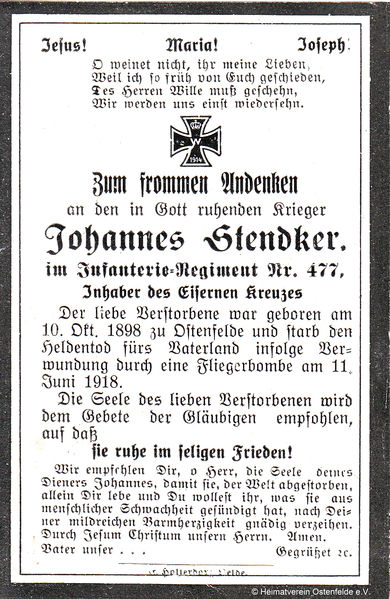 Jesus! Maria! Joseph!
O weinet nicht, ihr meine Lieben,
Weil ich so früh von Euch geschieden,
Des Herren Wille muß geschehn,
Wir werden uns einst wiedersehn.
W
1914
Zum frommen Andenken
an den in Gott ruhenden Krieger
Johannes Stendker.
im Infanterie-Regiment Nr. 477,
Inhaber des Eisernen Kreuzes
Der liebe Verstorbene war geboren am
10. Okt. 1898 zu Ostenfelde und starb den
Heldentod fürs Vaterland infolge Ver-
wundung durch eine Fliegerbombe am 11.
Juni 1918.
Die Seele des lieben Verstorbenen wird
dem Gebete der Gläubigen empfohlen,
auf daß
sie ruhe im seligen Frieden!
Wir empfehlen Dir, o Herr, die Seele deines
Dieners Johannes, damit sie, der Welt abgestorben,
allein Dir lebe und Du wollest ihr, was sie aus
menschlicher Schwachheit gesündigt hat, nach Dei-
ner mildreichen Barmherzigkeit gnädig verzeihen.
Durch Jesum Christum unsern Herrn. Amen.
Vater unser . . . Gegrüßet ꝛc.
© Heimatverein Ostenfelde e.V.